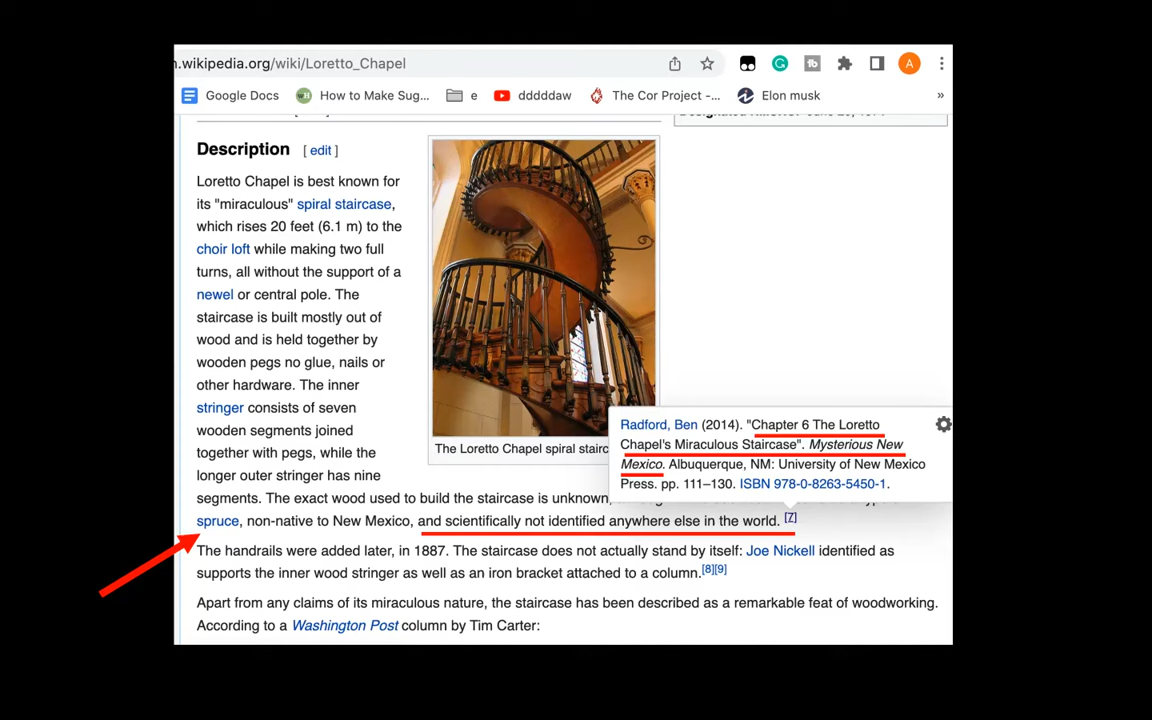 n.wikipedia.org/wiki/Loretto_Chapel
A
Google Docs How to Make Sug... e dddddaw The Cor Project -... Elon musk »
Description [ edit ]
Loretto Chapel is best known for
its "miraculous" spiral staircase,
which rises 20 feet (6.1 m) to the
choir loft while making two full
turns, all without the support of a
newel or central pole. The
staircase is built mostly out of
wood and is held together by
wooden pegs no glue, nails or
other hardware. The inner
stringer consists of seven
wooden segments joined
together with pegs, while the
longer outer stringer has nine
segments. The exact wood used to build the staircase is unknown,
spruce, non-native to New Mexico, and scientifically not identified anywhere else in the world. [7]
The Loretto Chapel spiral stairc
Radford, Ben (2014). "Chapter 6 The Loretto
Chapel's Miraculous Staircase". Mysterious New
Mexico. Albuquerque, NM: University of New Mexico
Press. pp. 111–130. ISBN 978-0-8263-5450-1.
The handrails were added later, in 1887. The staircase does not actually stand by itself: Joe Nickell identified as
supports the inner wood stringer as well as an iron bracket attached to a column.[8][9]
Apart from any claims of its miraculous nature, the staircase has been described as a remarkable feat of woodworking.
According to a Washington Post column by Tim Carter: